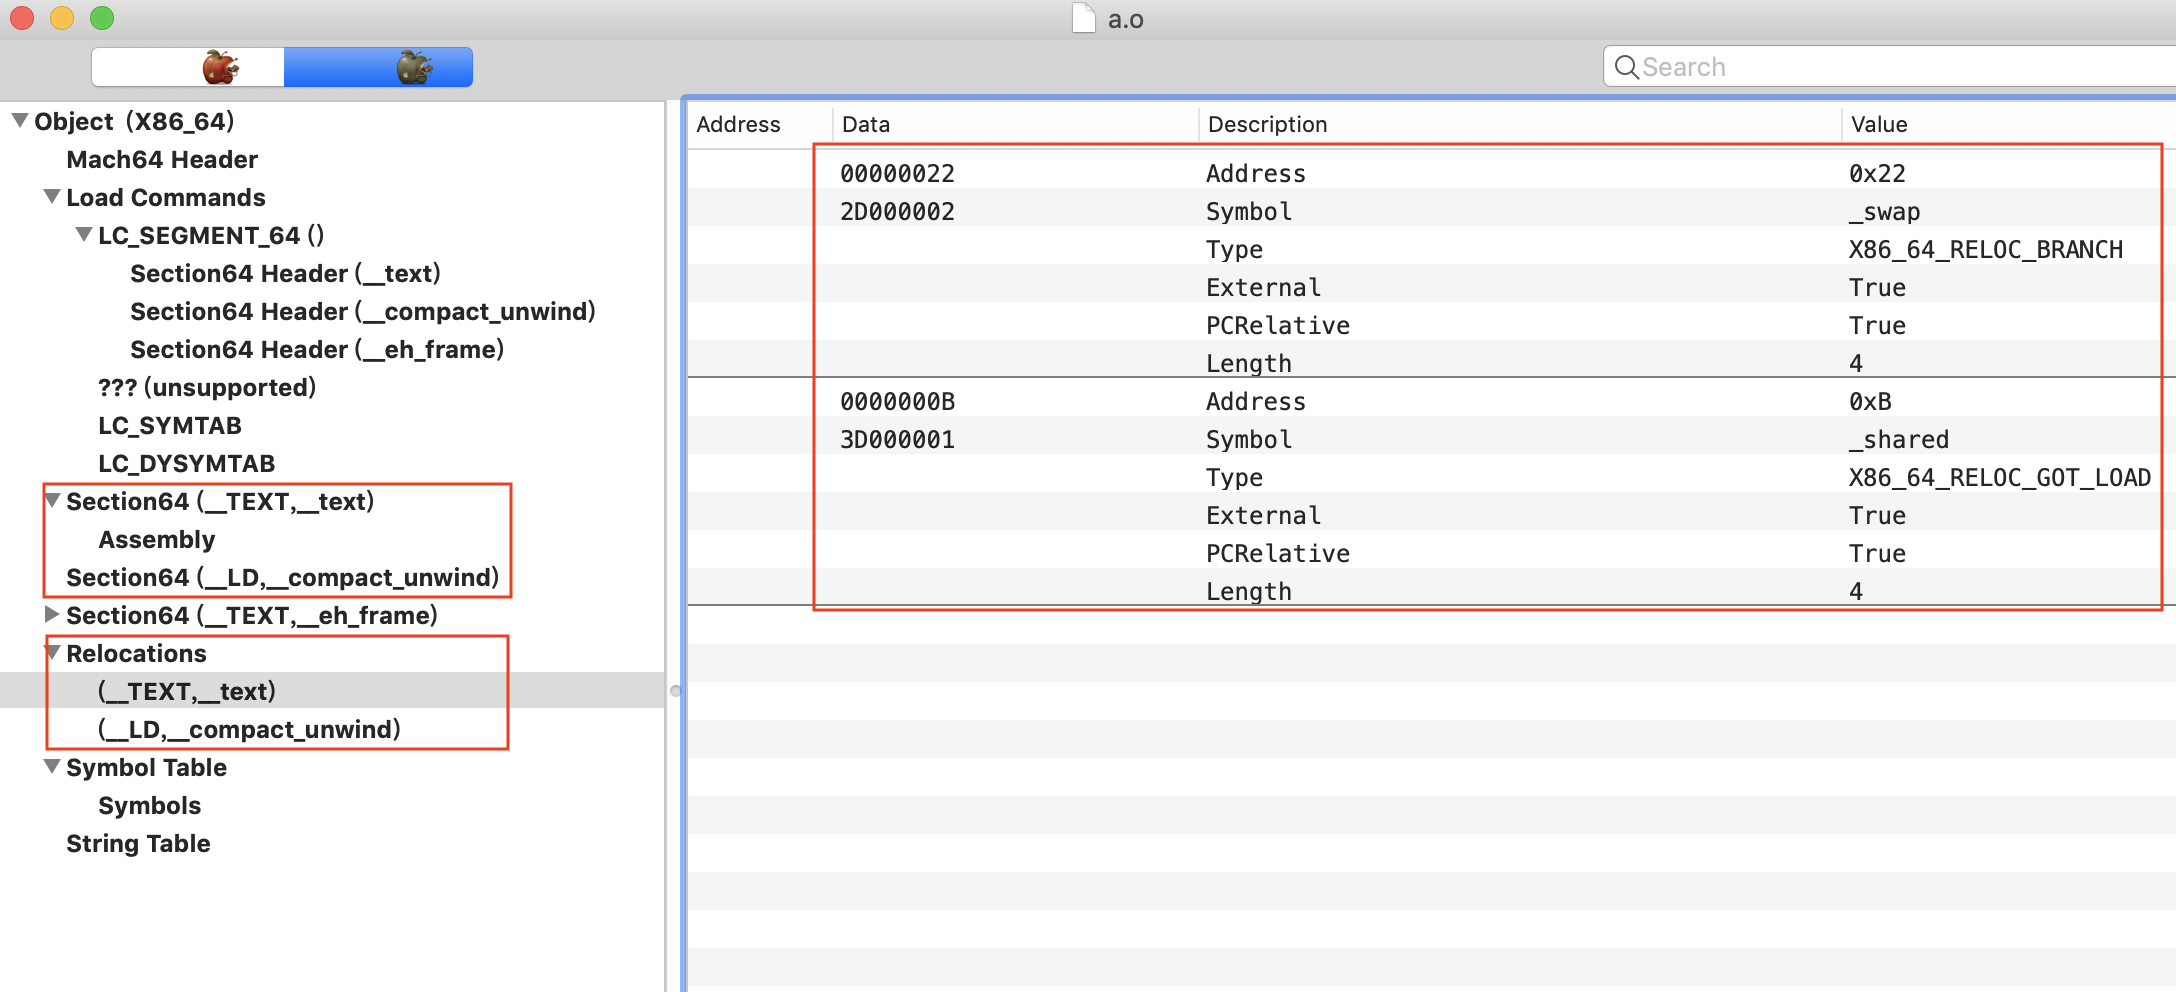 a.o
Search
Object (X86_64)
Mach64 Header
Load Commands
LC_SEGMENT_64 ()
Section64 Header (__text)
Section64 Header (__compact_unwind)
Section64 Header (__eh_frame)
??? (unsupported)
LC_SYMTAB
LC_DYSYMTAB
Section64 (__TEXT,__text)
Assembly
Section64 (__LD,__compact_unwind)
Section64 (__TEXT,__eh_frame)
Relocations
(__TEXT,__text)
(__LD,__compact_unwind)
Symbol Table
Symbols
String Table
Address Data Description Value
00000022 Address 0x22
2D000002 Symbol _swap
Type X86_64_RELOC_BRANCH
External True
PCRelative True
Length 4
0000000B Address 0xB
3D000001 Symbol _shared
Type X86_64_RELOC_GOT_LOAD
External True
PCRelative True
Length 4